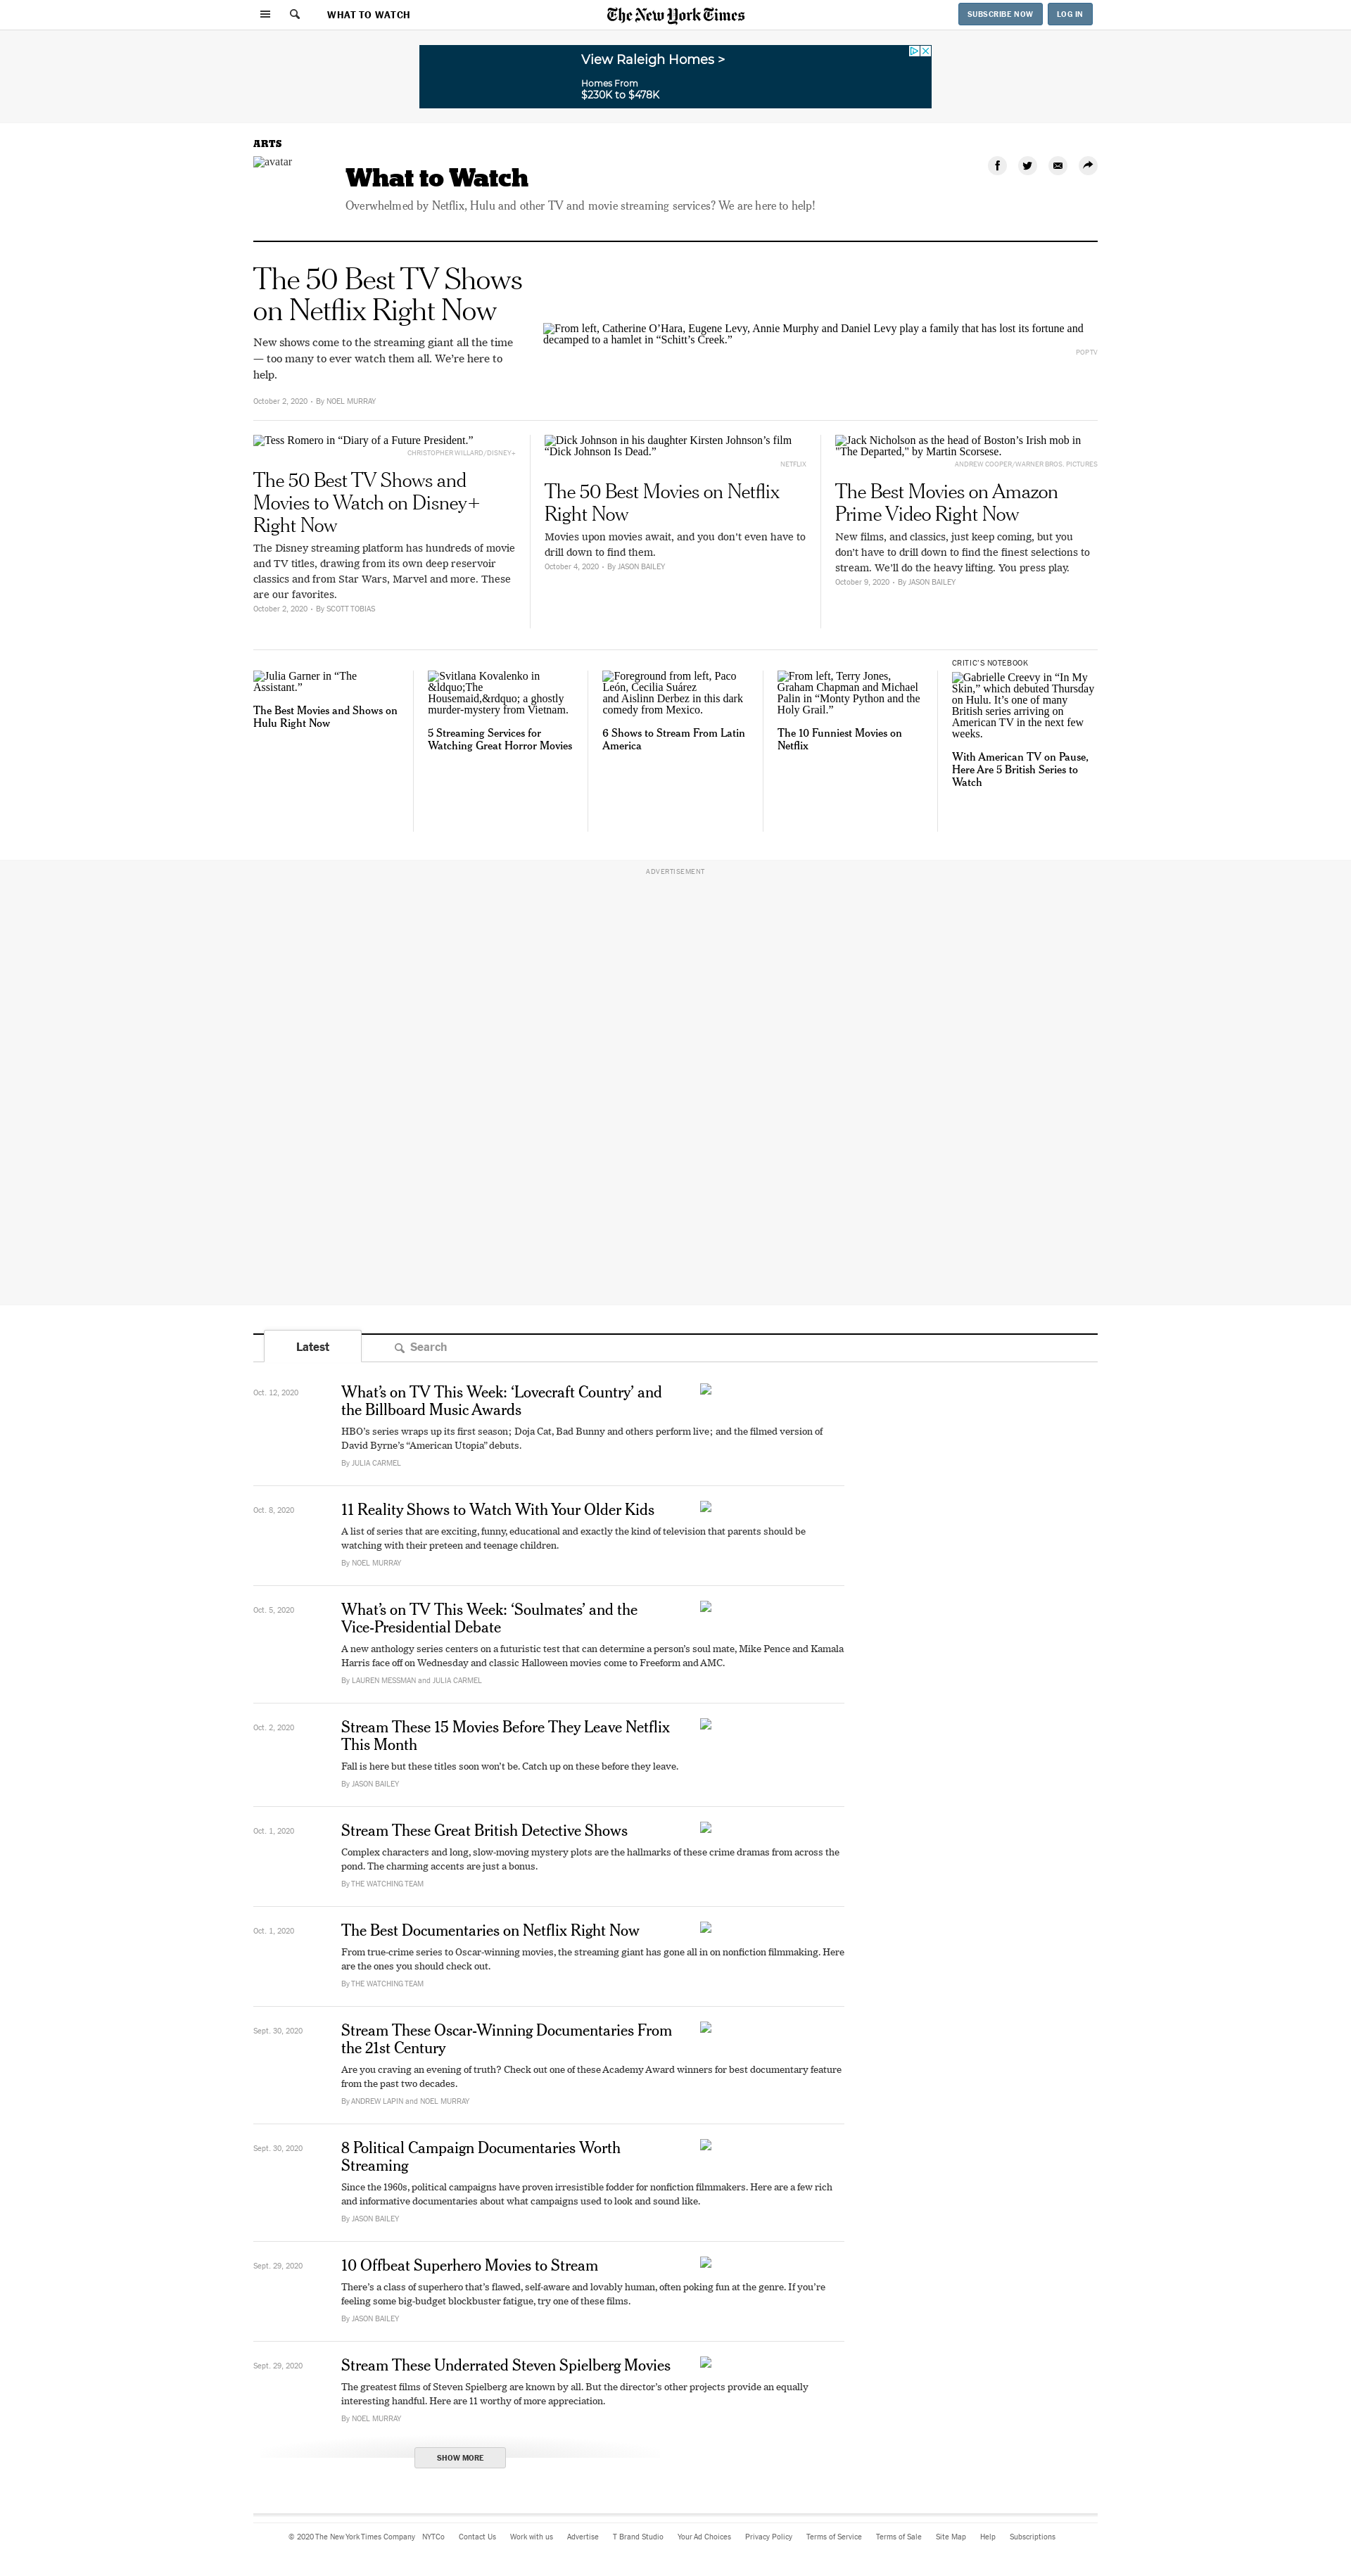 WHAT TO WATCH
The New York Times
SUBSCRIBE NOW
LOG IN
View Raleigh Homes >
Homes From
$230K to $478K
ARTS
avatar
What to Watch
Overwhelmed by Netflix, Hulu and other TV and movie streaming services? We are here to help!
The 50 Best TV Shows
on Netflix Right Now
New shows come to the streaming giant all the time
— too many to ever watch them all. We’re here to
help.
October 2, 2020 • By NOEL MURRAY
From left, Catherine O’Hara, Eugene Levy, Annie Murphy and Daniel Levy play a family that has lost its fortune and
decamped to a hamlet in “Schitt’s Creek.”
POPTV
Tess Romero in “Diary of a Future President.”
CHRISTOPHER WILLARD/DISNEY+
The 50 Best TV Shows and
Movies to Watch on Disney+
Right Now
The Disney streaming platform has hundreds of movie
and TV titles, drawing from its own deep reservoir
classics and from Star Wars, Marvel and more. These
are our favorites.
October 2, 2020 • By SCOTT TOBIAS
Dick Johnson in his daughter Kirsten Johnson’s film
“Dick Johnson Is Dead.”
NETFLIX
The 50 Best Movies on Netflix
Right Now
Movies upon movies await, and you don’t even have to
drill down to find them.
October 4, 2020 • By JASON BAILEY
Jack Nicholson as the head of Boston’s Irish mob in
"The Departed," by Martin Scorsese.
ANDREW COOPER/WARNER BROS. PICTURES
The Best Movies on Amazon
Prime Video Right Now
New films, and classics, just keep coming, but you
don’t have to drill down to find the finest selections to
stream. We’ll do the heavy lifting. You press play.
October 9, 2020 • By JASON BAILEY
Julia Garner in “The
Assistant.”
The Best Movies and Shows on
Hulu Right Now
Svitlana Kovalenko in
&ldquo;The
Housemaid,&rdquo; a ghostly
murder-mystery from Vietnam.
5 Streaming Services for
Watching Great Horror Movies
Foreground from left, Paco
León, Cecilia Suárez
and Aislinn Derbez in this dark
comedy from Mexico.
6 Shows to Stream From Latin
America
From left, Terry Jones,
Graham Chapman and Michael
Palin in “Monty Python and the
Holy Grail.”
The 10 Funniest Movies on
Netflix
CRITIC’S NOTEBOOK
Gabrielle Creevy in “In My
Skin,” which debuted Thursday
on Hulu. It’s one of many
British series arriving on
American TV in the next few
weeks.
With American TV on Pause,
Here Are 5 British Series to
Watch
ADVERTISEMENT
Latest
Search
Oct. 12, 2020
What’s on TV This Week: ‘Lovecraft Country’ and
the Billboard Music Awards
HBO’s series wraps up its first season; Doja Cat, Bad Bunny and others perform live; and the filmed version of
David Byrne’s “American Utopia” debuts.
By JULIA CARMEL
Oct. 8, 2020
11 Reality Shows to Watch With Your Older Kids
A list of series that are exciting, funny, educational and exactly the kind of television that parents should be
watching with their preteen and teenage children.
By NOEL MURRAY
Oct. 5, 2020
What’s on TV This Week: ‘Soulmates’ and the
Vice-Presidential Debate
A new anthology series centers on a futuristic test that can determine a person’s soul mate, Mike Pence and Kamala
Harris face off on Wednesday and classic Halloween movies come to Freeform and AMC.
By LAUREN MESSMAN and JULIA CARMEL
Oct. 2, 2020
Stream These 15 Movies Before They Leave Netflix
This Month
Fall is here but these titles soon won’t be. Catch up on these before they leave.
By JASON BAILEY
Oct. 1, 2020
Stream These Great British Detective Shows
Complex characters and long, slow-moving mystery plots are the hallmarks of these crime dramas from across the
pond. The charming accents are just a bonus.
By THE WATCHING TEAM
Oct. 1, 2020
The Best Documentaries on Netflix Right Now
From true-crime series to Oscar-winning movies, the streaming giant has gone all in on nonfiction filmmaking. Here
are the ones you should check out.
By THE WATCHING TEAM
Sept. 30, 2020
Stream These Oscar-Winning Documentaries From
the 21st Century
Are you craving an evening of truth? Check out one of these Academy Award winners for best documentary feature
from the past two decades.
By ANDREW LAPIN and NOEL MURRAY
Sept. 30, 2020
8 Political Campaign Documentaries Worth
Streaming
Since the 1960s, political campaigns have proven irresistible fodder for nonfiction filmmakers. Here are a few rich
and informative documentaries about what campaigns used to look and sound like.
By JASON BAILEY
Sept. 29, 2020
10 Offbeat Superhero Movies to Stream
There’s a class of superhero that’s flawed, self-aware and lovably human, often poking fun at the genre. If you’re
feeling some big-budget blockbuster fatigue, try one of these films.
By JASON BAILEY
Sept. 29, 2020
Stream These Underrated Steven Spielberg Movies
The greatest films of Steven Spielberg are known by all. But the director’s other projects provide an equally
interesting handful. Here are 11 worthy of more appreciation.
By NOEL MURRAY
SHOW MORE
© 2020 The New York Times Company NYTCo Contact Us Work with us Advertise T Brand Studio Your Ad Choices Privacy Policy Terms of Service Terms of Sale Site Map Help Subscriptions